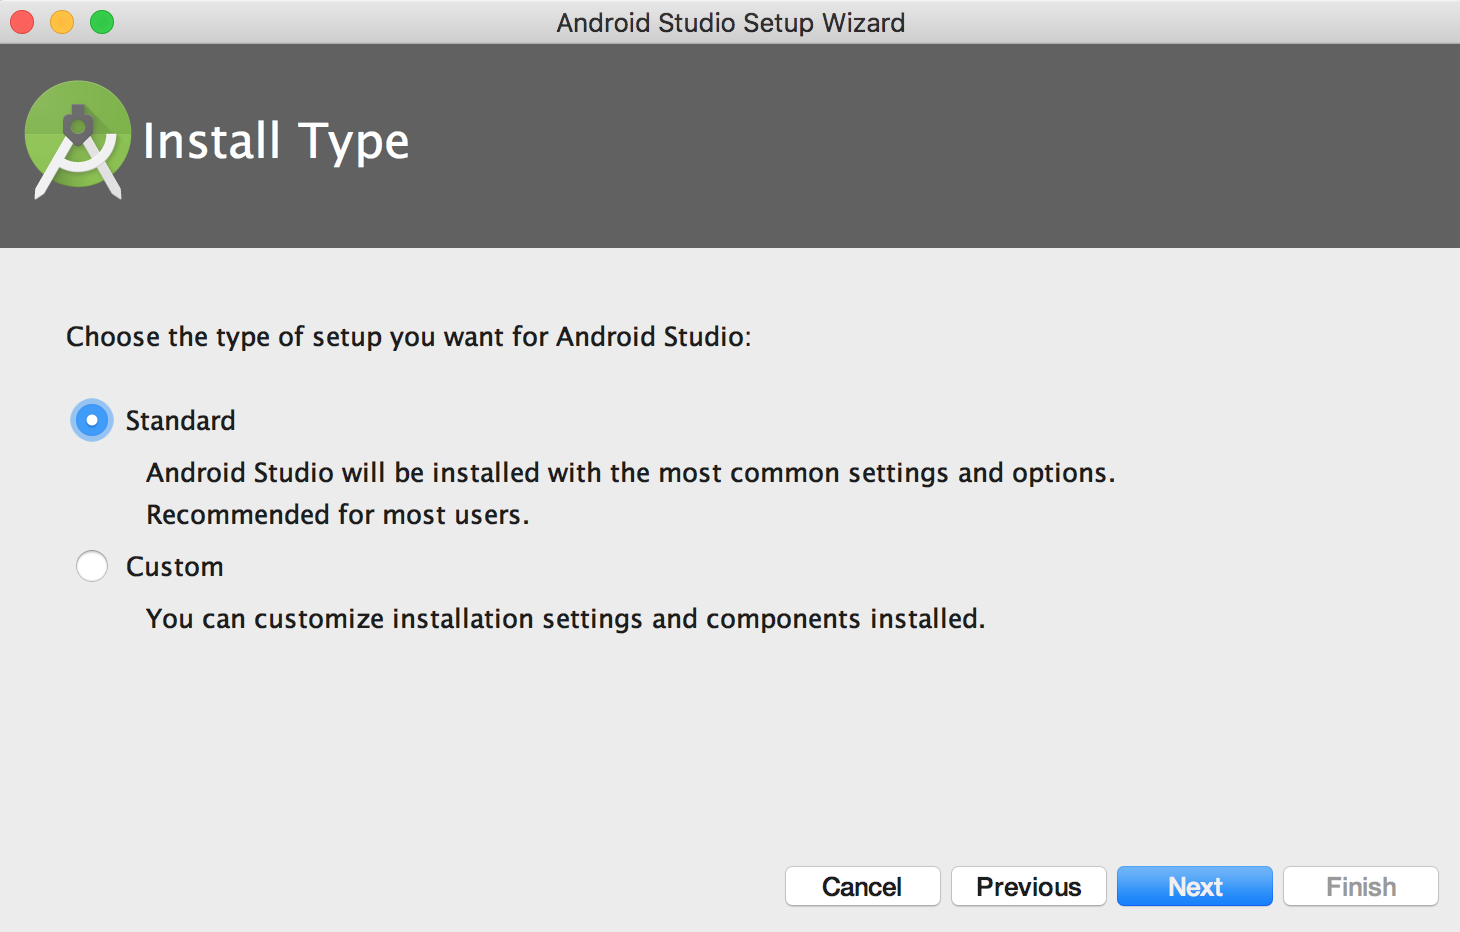 Android Studio Setup Wizard
Install Type
Choose the type of setup you want for Android Studio:
Standard
Android Studio will be installed with the most common settings and options.
Recommended for most users.
Custom
You can customize installation settings and components installed.
Cancel Previous Next Finish